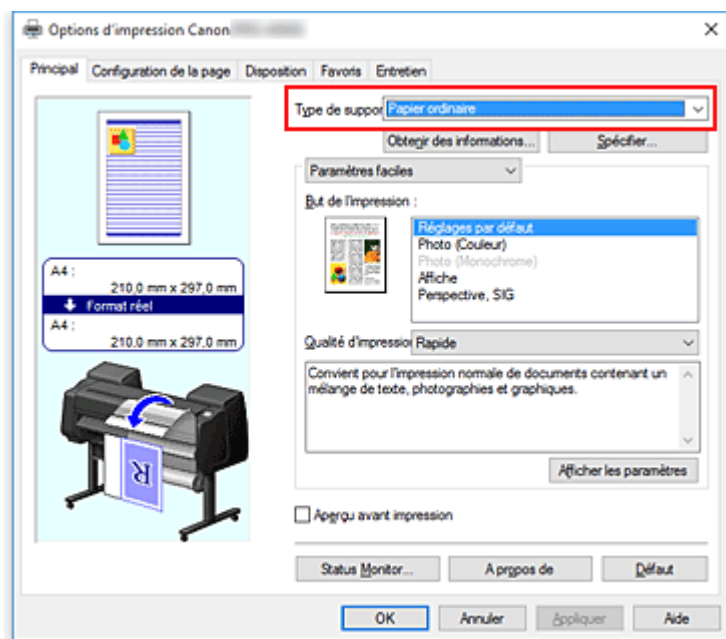 Options d'impression Canon
Principal Configuration de la page Disposition Favoris Entretien
Type de suppor Papier ordinaire
Obtenir des informations... Spécifier...
Paramètres faciles
But de l'impression :
Réglages par défaut
Photo (Couleur)
Photo (Monochrome)
Affiche
Perspective, SIG
A4 :
210,0 mm x 297,0 mm
Format réel
A4 :
210,0 mm x 297,0 mm
Qualité d'impressio Rapide
Convient pour l'impression normale de documents contenant un
mélange de texte, photographies et graphiques.
R
Afficher les paramètres
Aperçu avant impression
Status Monitor... A propos de Défaut
OK Annuler Appliquer Aide